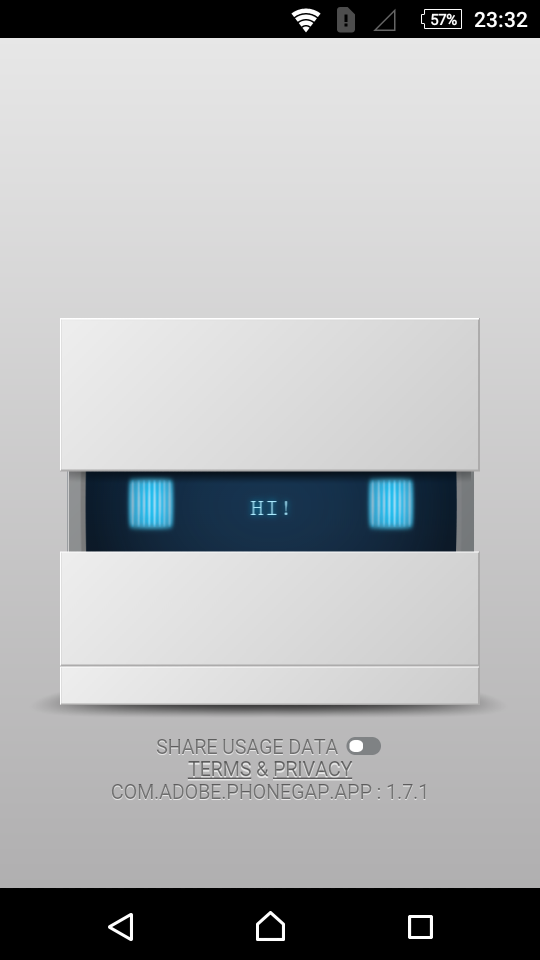 57% 23:32
HI!
SHARE USAGE DATA
TERMS & PRIVACY
COM.ADOBE.PHONEGAP.APP : 1.7.1